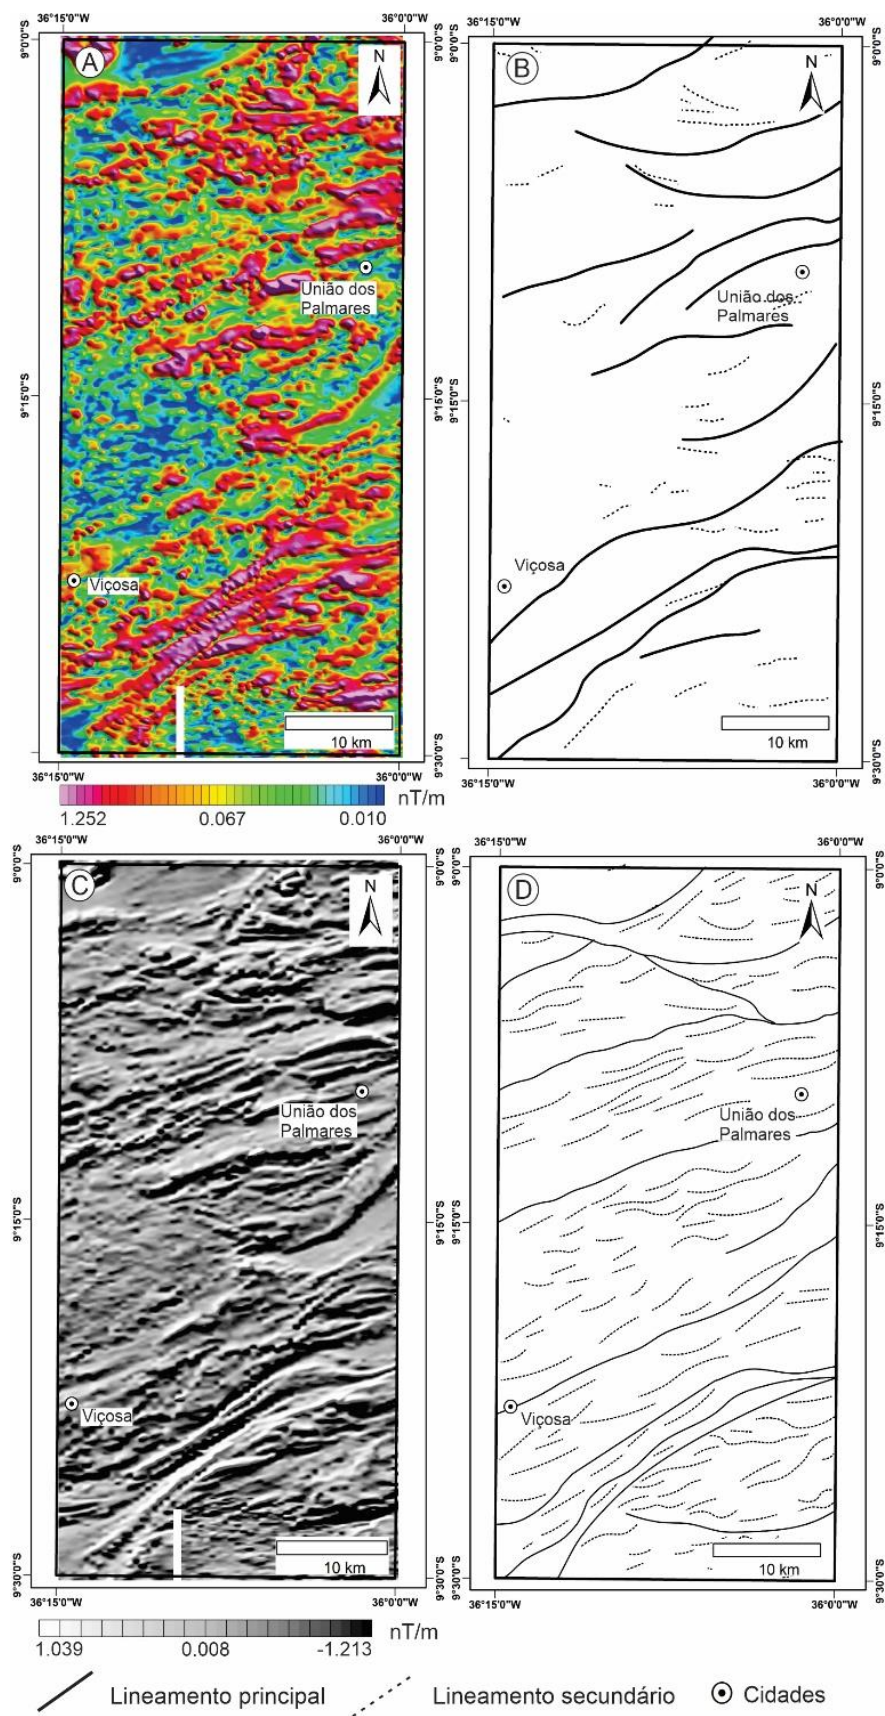 36°15'0"W
36°0'0"W
9°0'0"S
A
N
União dos
Palmares
9°15'0"S
9°15'0"S
Viçosa
10 km
9°30'0"S
36°15'0"W
36°0'0"W
nT/m
1.252
0.067
0.010
36°15'0"W
36°0'0"W
9°0'0"S
9°0'0"S
B
N
União dos
Palmares
9°15'0"S
9°15'0"S
Viçosa
10 km
9°30'0"S
36°15'0"W
36°0'0"W
36°15'0"W
36°0'0"W
9°0'0"S
C
N
União dos
Palmares
9°15'0"S
9°15'0"S
Viçosa
10 km
9°30'0"S
36°15'0"W
36°0'0"W
nT/m
1.039
0.008
-1.213
36°15'0"W
36°0'0"W
9°0'0"S
9°0'0"S
D
N
União dos
Palmares
9°15'0"S
9°15'0"S
Viçosa
10 km
9°30'0"S
9°30'0"S
36°15'0"W
36°0'0"W
Lineamento principal
Lineamento secundário
Cidades